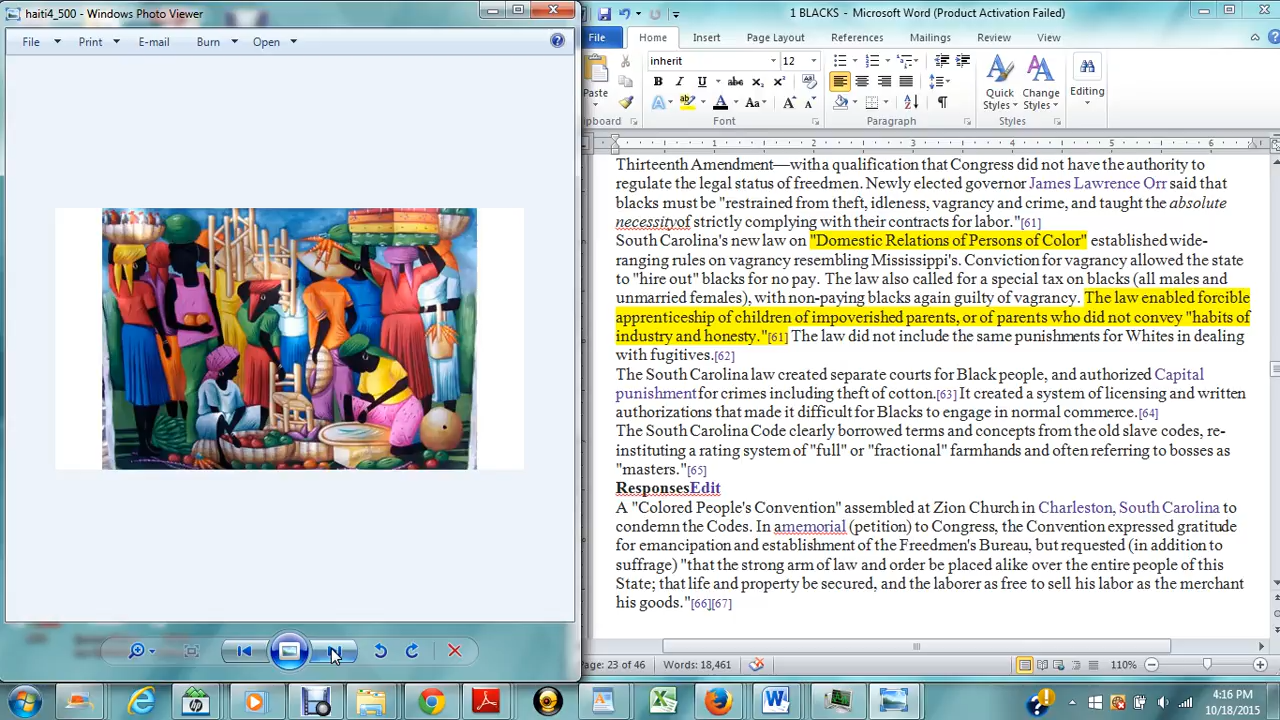 haiti4_500 - Windows Photo Viewer
File Print E-mail Burn Open
1 BLACKS - Microsoft Word (Product Activation Failed)
File Home Insert Page Layout References Mailings Review View
inherit 12
Paste
Quick Styles
Change Styles
Editing
lipboard Font Paragraph Styles
1 2 3 4 5 6
Thirteenth Amendment—with a qualification that Congress did not have the authority to
regulate the legal status of freedmen. Newly elected governor James Lawrence Orr said that
blacks must be "restrained from theft, idleness, vagrancy and crime, and taught the absolute
necessityof strictly complying with their contracts for labor."[61]
South Carolina's new law on "Domestic Relations of Persons of Color" established wide-
ranging rules on vagrancy resembling Mississippi's. Conviction for vagrancy allowed the state
to "hire out" blacks for no pay. The law also called for a special tax on blacks (all males and
unmarried females), with non-paying blacks again guilty of vagrancy. The law enabled forcible
apprenticeship of children of impoverished parents, or of parents who did not convey "habits of
industry and honesty."[61] The law did not include the same punishments for Whites in dealing
with fugitives.[62]
The South Carolina law created separate courts for Black people, and authorized Capital
punishmentfor crimes including theft of cotton.[63] It created a system of licensing and written
authorizations that made it difficult for Blacks to engage in normal commerce.[64]
The South Carolina Code clearly borrowed terms and concepts from the old slave codes, re-
instituting a rating system of "full" or "fractional" farmhands and often referring to bosses as
"masters."[65]
ResponsesEdit
A "Colored People's Convention" assembled at Zion Church in Charleston, South Carolina to
condemn the Codes. In amemorial (petition) to Congress, the Convention expressed gratitude
for emancipation and establishment of the Freedmen's Bureau, but requested (in addition to
suffrage) "that the strong arm of law and order be placed alike over the entire people of this
State; that life and property be secured, and the laborer as free to sell his labor as the merchant
his goods."[66][67]
Page: 23 of 46 Words: 18,461 110%
4:16 PM
10/18/2015